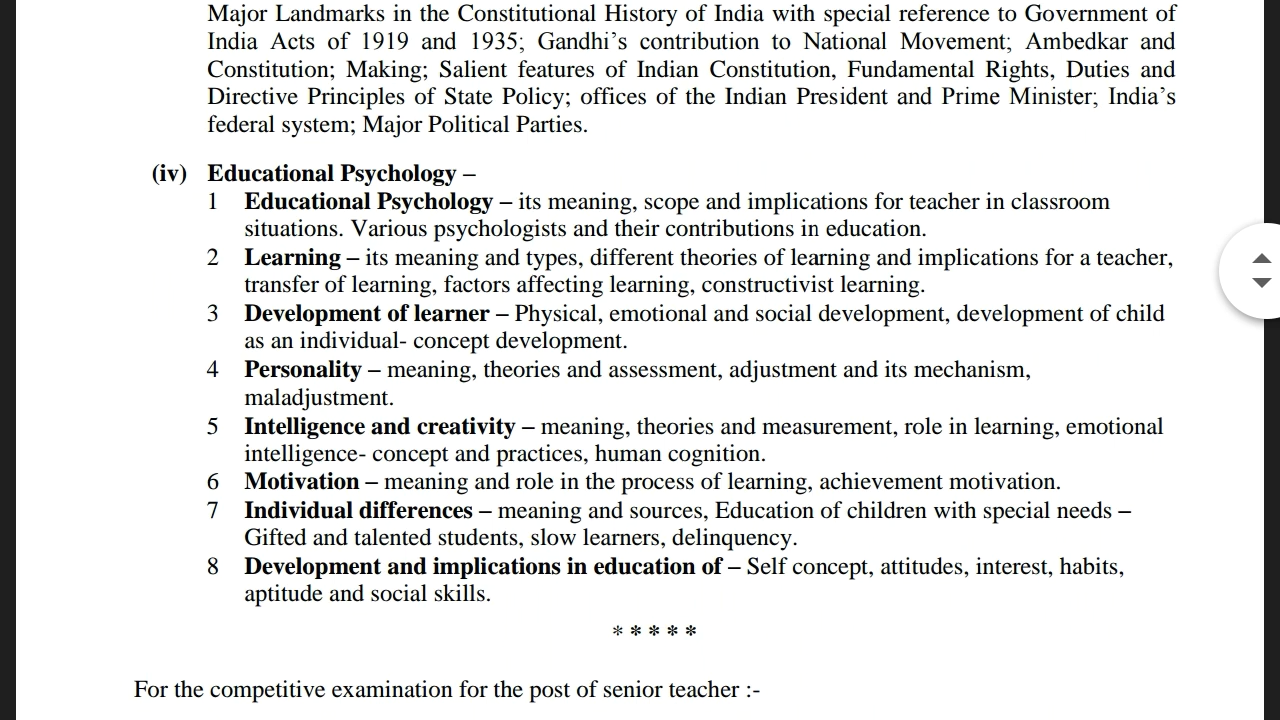 Major Landmarks in the Constitutional History of India with special reference to Government of
India Acts of 1919 and 1935; Gandhi’s contribution to National Movement; Ambedkar and
Constitution; Making; Salient features of Indian Constitution, Fundamental Rights, Duties and
Directive Principles of State Policy; offices of the Indian President and Prime Minister; India’s
federal system; Major Political Parties.
(iv) Educational Psychology –
1 Educational Psychology – its meaning, scope and implications for teacher in classroom
situations. Various psychologists and their contributions in education.
2 Learning – its meaning and types, different theories of learning and implications for a teacher,
transfer of learning, factors affecting learning, constructivist learning.
3 Development of learner – Physical, emotional and social development, development of child
as an individual- concept development.
4 Personality – meaning, theories and assessment, adjustment and its mechanism,
maladjustment.
5 Intelligence and creativity – meaning, theories and measurement, role in learning, emotional
intelligence- concept and practices, human cognition.
6 Motivation – meaning and role in the process of learning, achievement motivation.
7 Individual differences – meaning and sources, Education of children with special needs –
Gifted and talented students, slow learners, delinquency.
8 Development and implications in education of – Self concept, attitudes, interest, habits,
aptitude and social skills.
* * * * *
For the competitive examination for the post of senior teacher :-